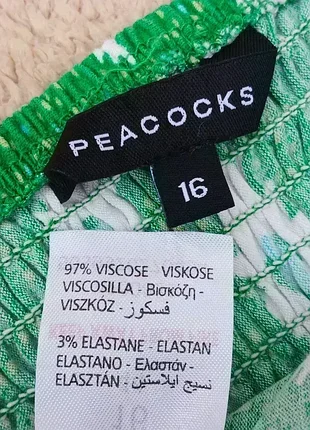 PEACOCKS
16
97% VISCOSE - VISKOSE
VISCOSILLA - Βισκόζη -
VISZKÓZ - فسكوز
3% ELASTANE - ELASTAN
ELASTANO - Ελαστάν -
ELASZTÁN - نسيج ايلاستين